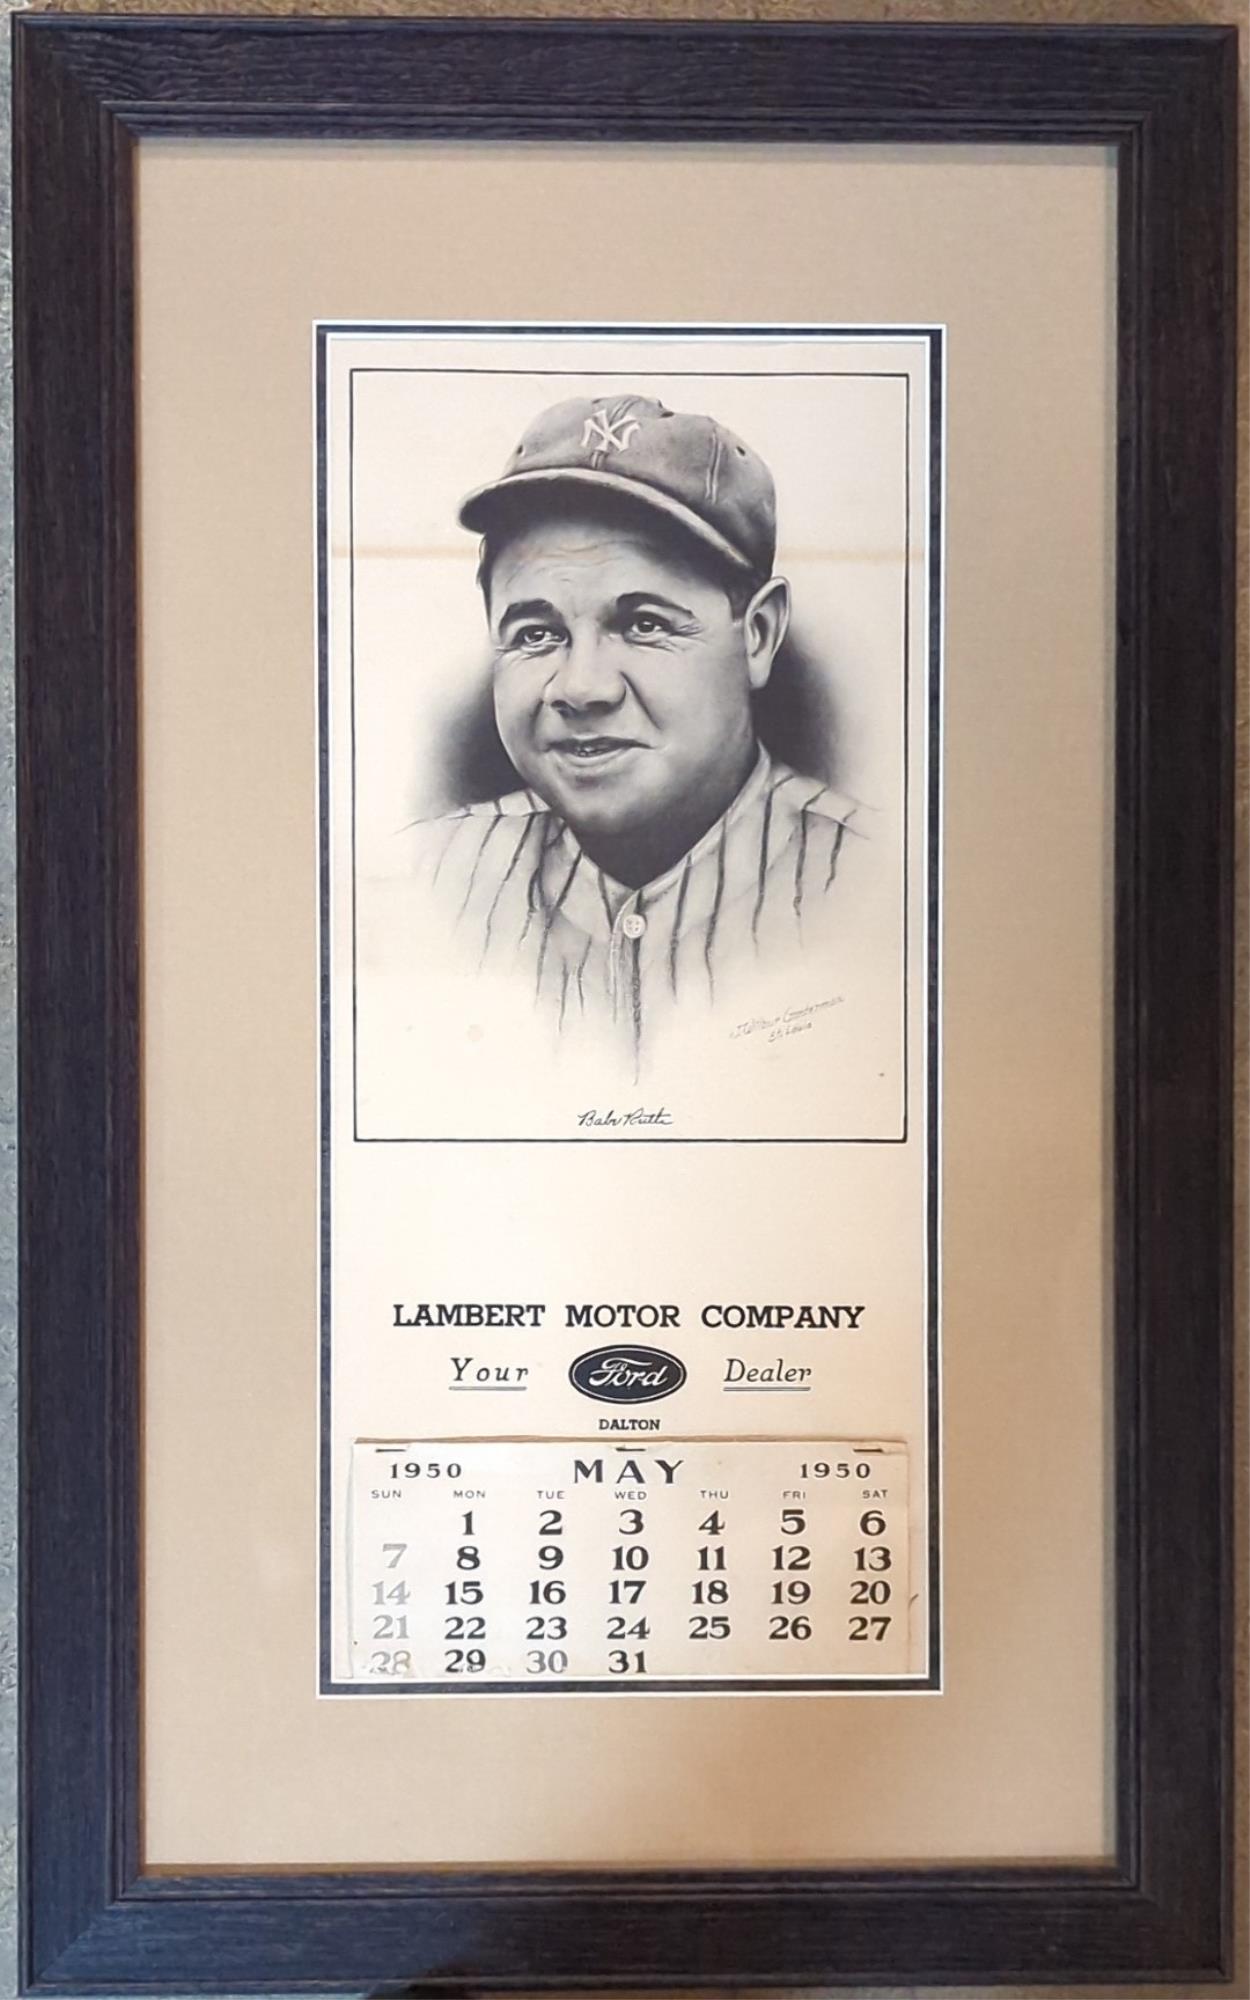 NY
St. Louis
Babe Ruth
LAMBERT MOTOR COMPANY
Your Ford Dealer
DALTON
1950 MAY 1950
SUN MON TUE WED THU FRI SAT
1 2 3 4 5 6
7 8 9 10 11 12 13
14 15 16 17 18 19 20
21 22 23 24 25 26 27
28 29 30 31